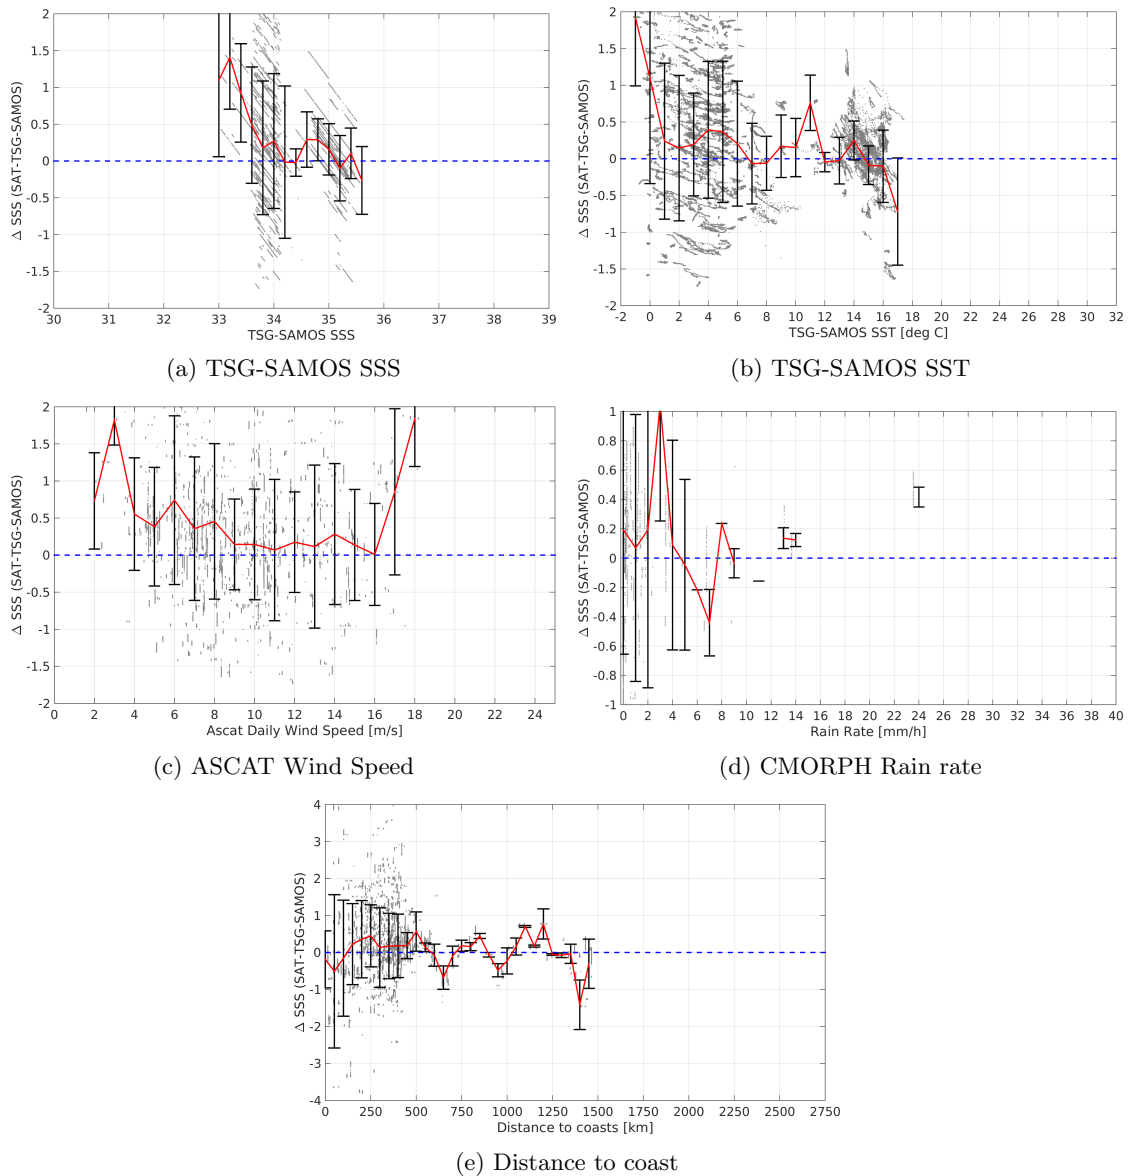 2
1.5
1
0.5
0
-0.5
-1
-1.5
-2
Δ SSS (SAT-TSG-SAMOS)
30 31 32 33 34 35 36 37 38 39
TSG-SAMOS SSS
(a) TSG-SAMOS SSS
2
1.5
1
0.5
0
-0.5
-1
-1.5
-2
Δ SSS (SAT-TSG-SAMOS)
-2 0 2 4 6 8 10 12 14 16 18 20 22 24 26 28 30 32
TSG-SAMOS SST [deg C]
(b) TSG-SAMOS SST
2
1.5
1
0.5
0
-0.5
-1
-1.5
-2
Δ SSS (SAT-TSG-SAMOS)
0 2 4 6 8 10 12 14 16 18 20 22 24
Ascat Daily Wind Speed [m/s]
(c) ASCAT Wind Speed
1
0.8
0.6
0.4
0.2
0
-0.2
-0.4
-0.6
-0.8
-1
Δ SSS (SAT-TSG-SAMOS)
0 2 4 6 8 10 12 14 16 18 20 22 24 26 28 30 32 34 36 38 40
Rain Rate [mm/h]
(d) CMORPH Rain rate
4
3
2
1
0
-1
-2
-3
-4
Δ SSS (SAT-TSG-SAMOS)
0 250 500 750 1000 1250 1500 1750 2000 2250 2500 2750
Distance to coasts [km]
(e) Distance to coast